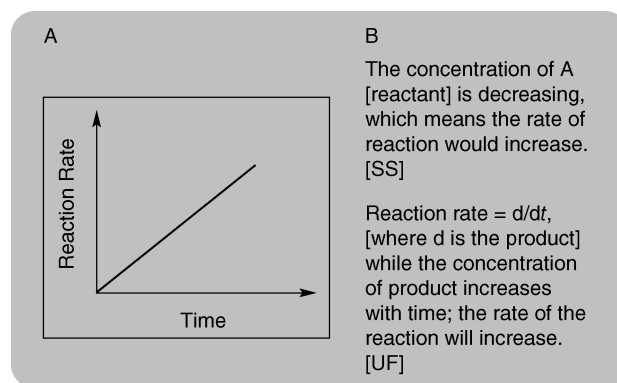 A
Reaction Rate
Time
B
The concentration of A
[reactant] is decreasing,
which means the rate of
reaction would increase.
[SS]
Reaction rate = d/dt,
[where d is the product]
while the concentration
of product increases
with time; the rate of the
reaction will increase.
[UF]